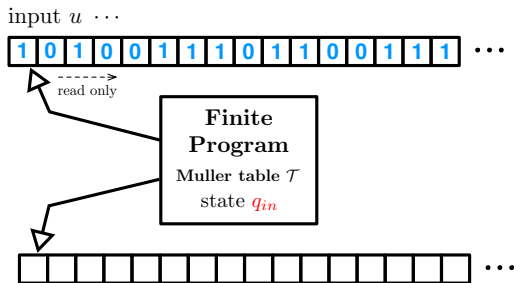 input u ⋯
1 0 1 0 0 1 1 1 0 1 1 0 0 1 1 1 ⋯
read only
Finite
Program
Muller table 𝒯
state q_in
⋯